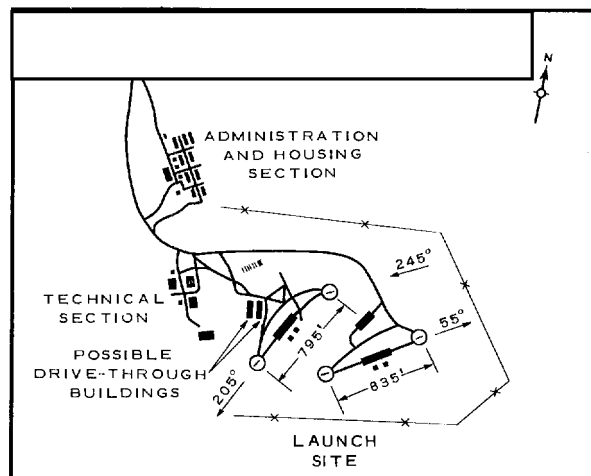 N
ADMINISTRATION
AND HOUSING
SECTION
245°
TECHNICAL
SECTION
55°
795'
POSSIBLE
DRIVE-THROUGH
BUILDINGS
205°
835'
LAUNCH
SITE